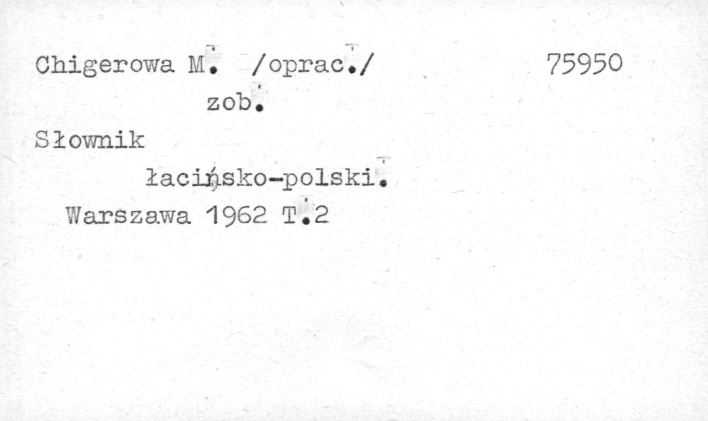 Chigerowa M. /oprac./ 75950
zob.
Słownik
łacińsko-polski.
Warszawa 1962 T.2